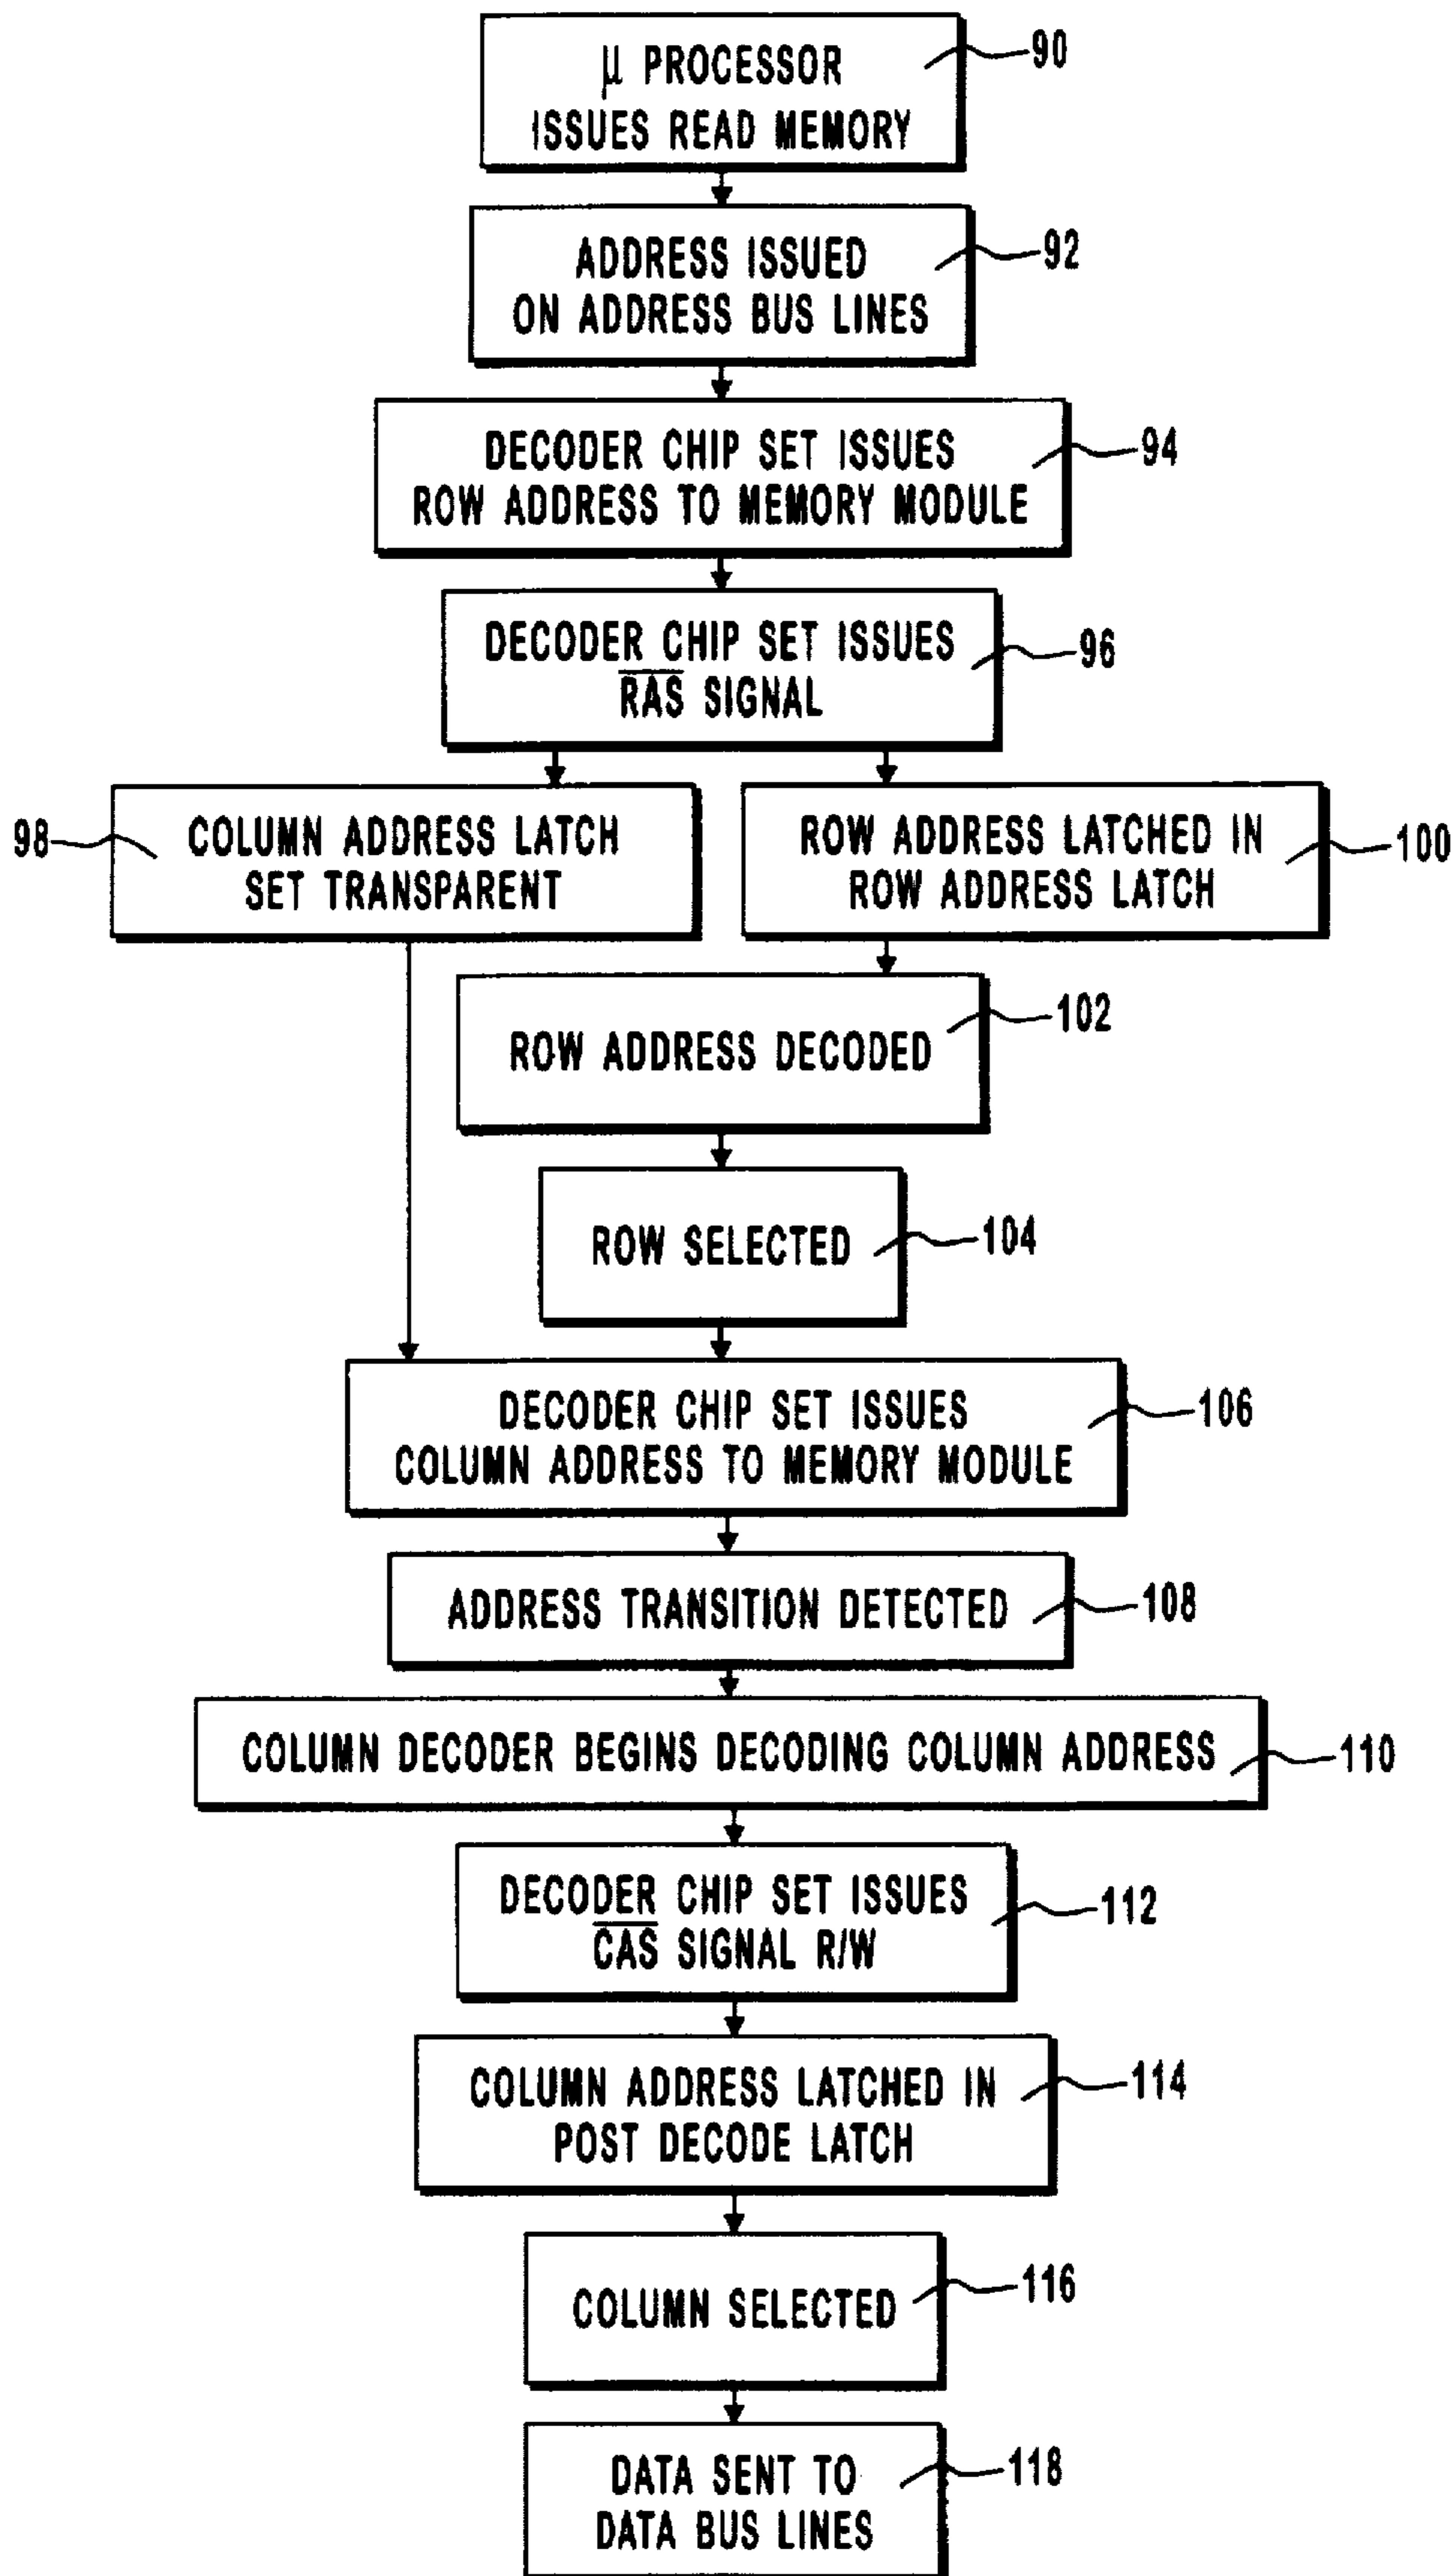 μ PROCESSOR
ISSUES READ MEMORY
90
ADDRESS ISSUED
ON ADDRESS BUS LINES
92
DECODER CHIP SET ISSUES
ROW ADDRESS TO MEMORY MODULE
94
DECODER CHIP SET ISSUES
R̅A̅S̅ SIGNAL
96
98
COLUMN ADDRESS LATCH
SET TRANSPARENT
ROW ADDRESS LATCHED IN
ROW ADDRESS LATCH
100
ROW ADDRESS DECODED
102
ROW SELECTED
104
DECODER CHIP SET ISSUES
COLUMN ADDRESS TO MEMORY MODULE
106
ADDRESS TRANSITION DETECTED
108
COLUMN DECODER BEGINS DECODING COLUMN ADDRESS
110
DECODER CHIP SET ISSUES
C̅A̅S̅ SIGNAL R/W
112
COLUMN ADDRESS LATCHED IN
POST DECODE LATCH
114
COLUMN SELECTED
116
DATA SENT TO
DATA BUS LINES
118